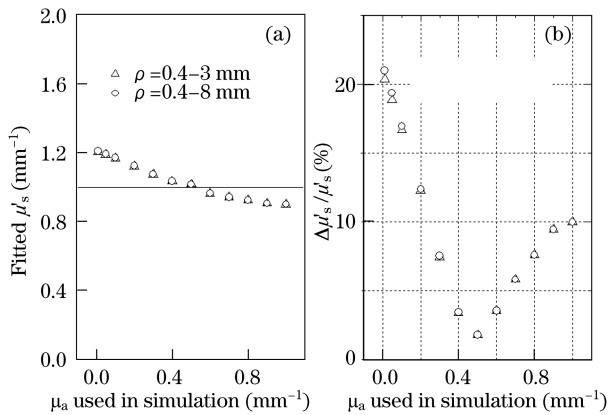 (a)
△ ρ =0.4–3 mm
○ ρ =0.4–8 mm
Fitted μ's (mm⁻¹)
2.0
1.6
1.2
0.8
0.4
0.0
0.0 0.4 0.8
μa used in simulation (mm⁻¹)
(b)
Δμ's/μ's (%)
20
10
0
0.0 0.4 0.8
μa used in simulation (mm⁻¹)